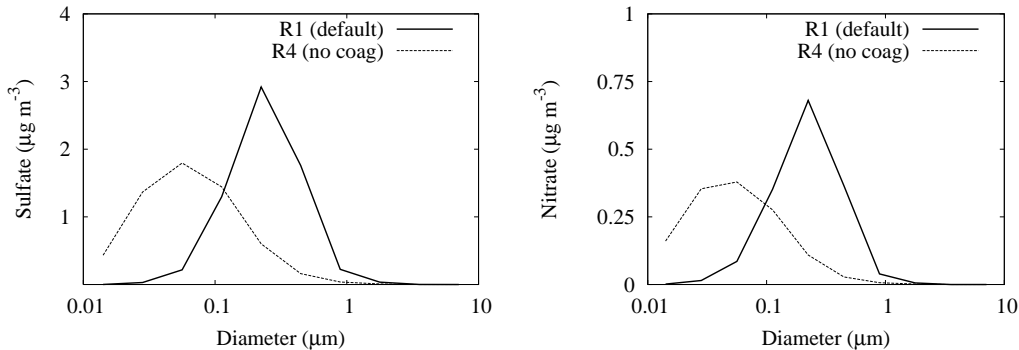 4
3
2
1
Sulfate (μg m⁻³)
R1 (default)
R4 (no coag)
0.01
0.1
1
10
Diameter (μm)
1
0.75
0.5
0.25
0
Nitrate (μg m⁻³)
R1 (default)
R4 (no coag)
0.01
0.1
1
10
Diameter (μm)